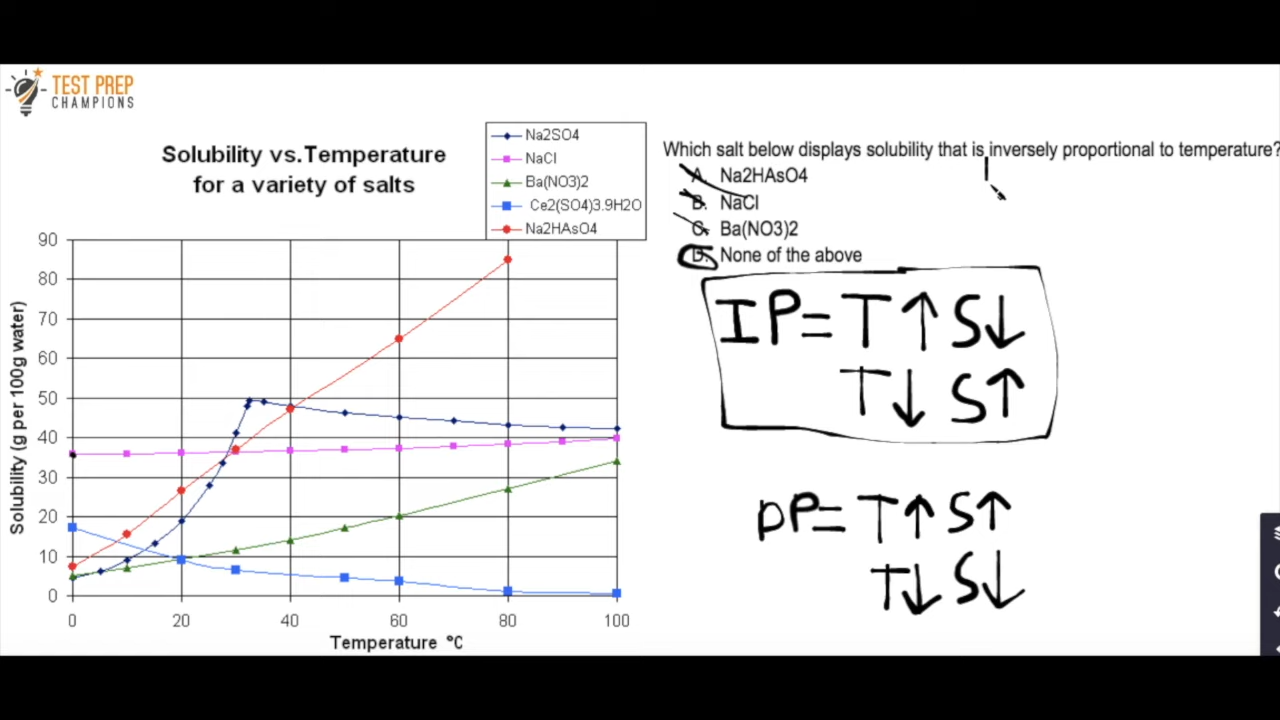 TEST PREP
CHAMPIONS
Solubility vs.Temperature
for a variety of salts
Na2SO4
NaCl
Ba(NO3)2
Ce2(SO4)3.9H2O
Na2HAsO4
90
80
70
60
50
40
30
20
10
0
Solubility (g per 100g water)
0 20 40 60 80 100
Temperature °C
Which salt below displays solubility that is inversely proportional to temperature?
A. Na2HAsO4
B. NaCl
C. Ba(NO3)2
D. None of the above
IP= T↑ S↓
T↓ S↑
DP= T↑ S↑
T↓ S↓